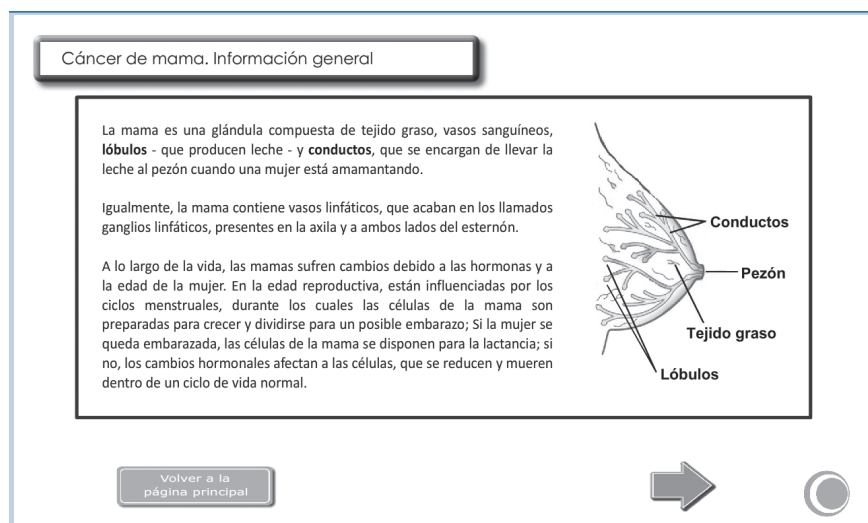 Cáncer de mama. Información general
La mama es una glándula compuesta de tejido graso, vasos sanguíneos,
lóbulos - que producen leche - y conductos, que se encargan de llevar la
leche al pezón cuando una mujer está amamantando.
Igualmente, la mama contiene vasos linfáticos, que acaban en los llamados
ganglios linfáticos, presentes en la axila y a ambos lados del esternón.
A lo largo de la vida, las mamas sufren cambios debido a las hormonas y a
la edad de la mujer. En la edad reproductiva, están influenciadas por los
ciclos menstruales, durante los cuales las células de la mama son
preparadas para crecer y dividirse para un posible embarazo; Si la mujer se
queda embarazada, las células de la mama se disponen para la lactancia; si
no, los cambios hormonales afectan a las células, que se reducen y mueren
dentro de un ciclo de vida normal.
Conductos
Pezón
Tejido graso
Lóbulos
Volver a la
página principal